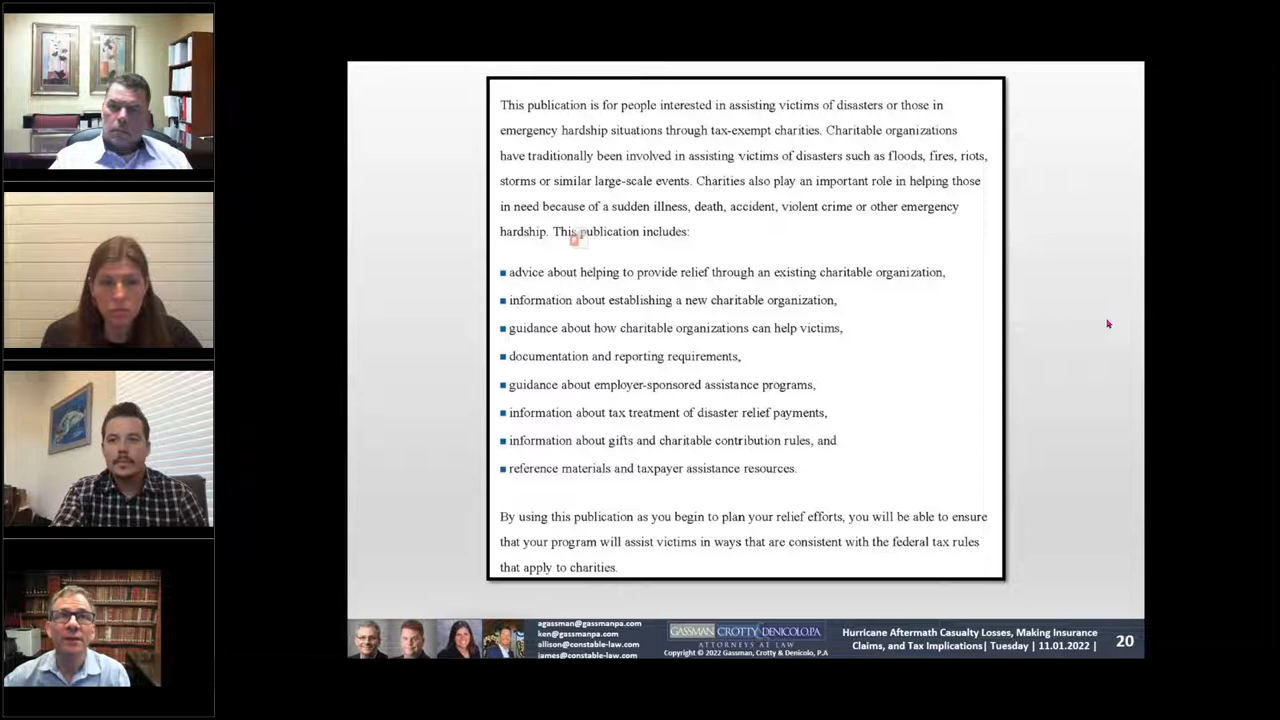 This publication is for people interested in assisting victims of disasters or those in
emergency hardship situations through tax-exempt charities. Charitable organizations
have traditionally been involved in assisting victims of disasters such as floods, fires, riots,
storms or similar large-scale events. Charities also play an important role in helping those
in need because of a sudden illness, death, accident, violent crime or other emergency
hardship. This publication includes:
advice about helping to provide relief through an existing charitable organization,
information about establishing a new charitable organization,
guidance about how charitable organizations can help victims,
documentation and reporting requirements,
guidance about employer-sponsored assistance programs,
information about tax treatment of disaster relief payments,
information about gifts and charitable contribution rules, and
reference materials and taxpayer assistance resources.
By using this publication as you begin to plan your relief efforts, you will be able to ensure
that your program will assist victims in ways that are consistent with the federal tax rules
that apply to charities.
agassman@gassmanpa.com
ken@gassmanpa.com
allison@constable-law.com
james@constable-law.com
GASSMAN CROTTY & DENICOLO, P.A.
ATTORNEYS AT LAW
Copyright © 2022 Gassman, Crotty & Denicolo, P.A
Hurricane Aftermath Casualty Losses, Making Insurance
Claims, and Tax Implications| Tuesday | 11.01.2022 |
20